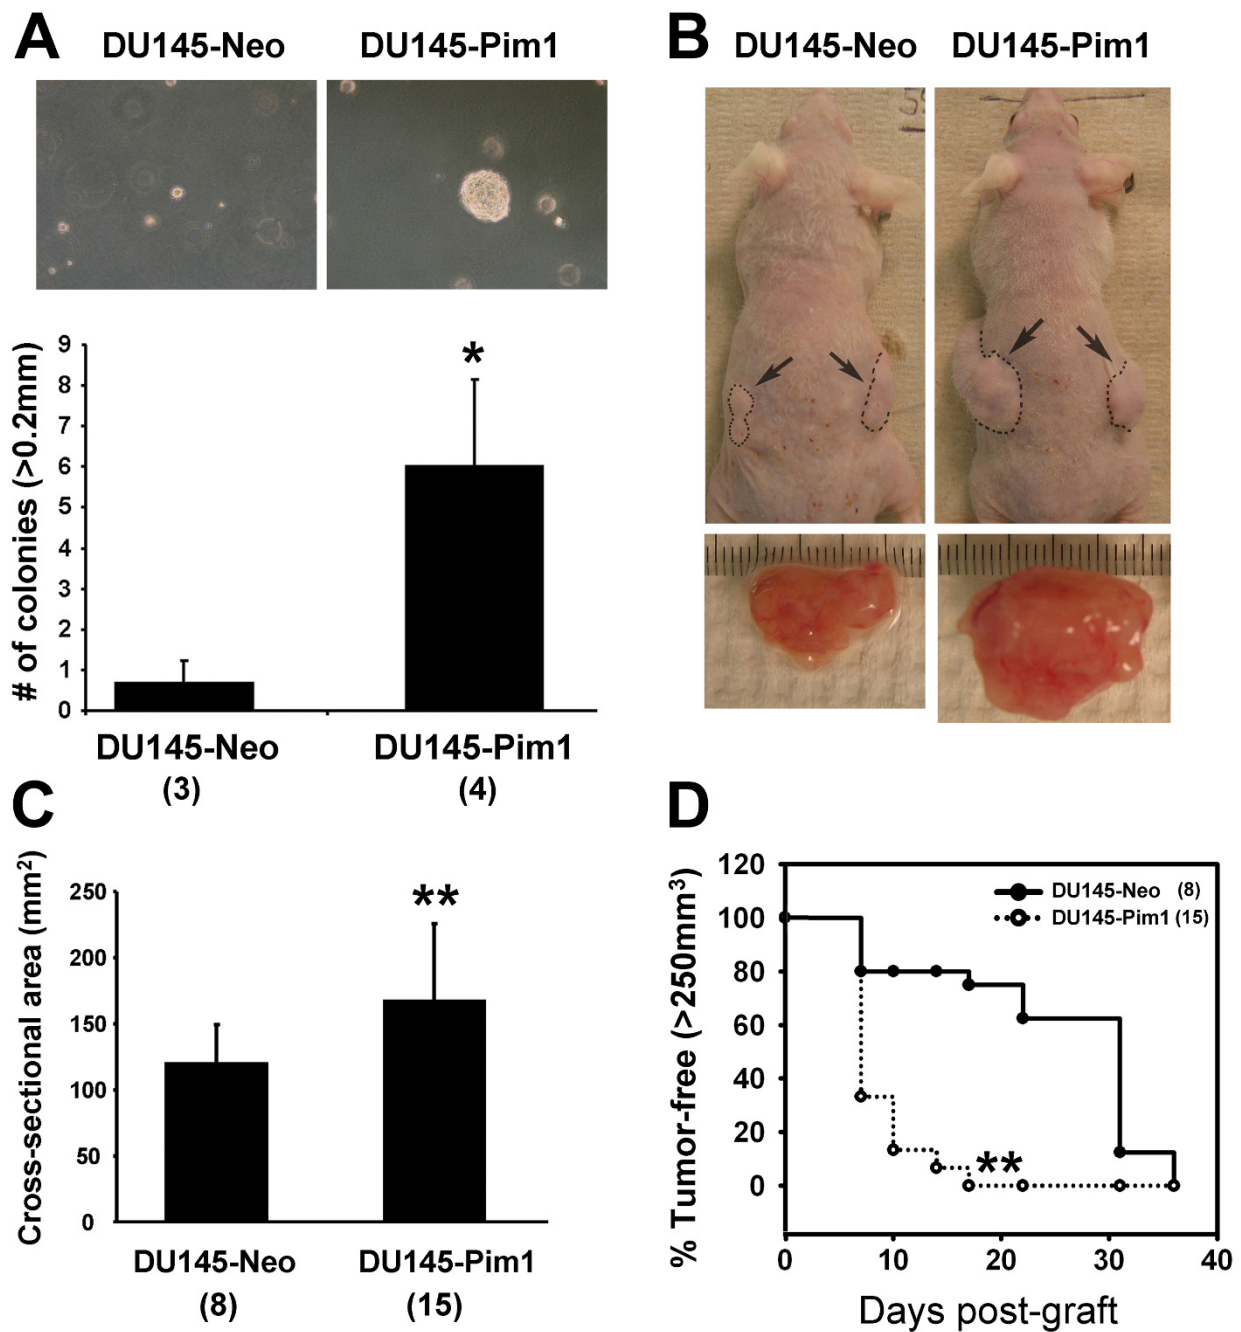 A
DU145-Neo
DU145-Pim1
# of colonies (>0.2mm)
9
8
7
6
5
4
3
2
1
0
*
DU145-Neo
DU145-Pim1
(3)
(4)
B
DU145-Neo
DU145-Pim1
C
Cross-sectional area (mm²)
250
200
150
100
50
0
**
DU145-Neo
DU145-Pim1
(8)
(15)
D
% Tumor-free (>250mm³)
120
100
80
60
40
20
0
DU145-Neo (8)
DU145-Pim1 (15)
**
0
10
20
30
40
Days post-graft